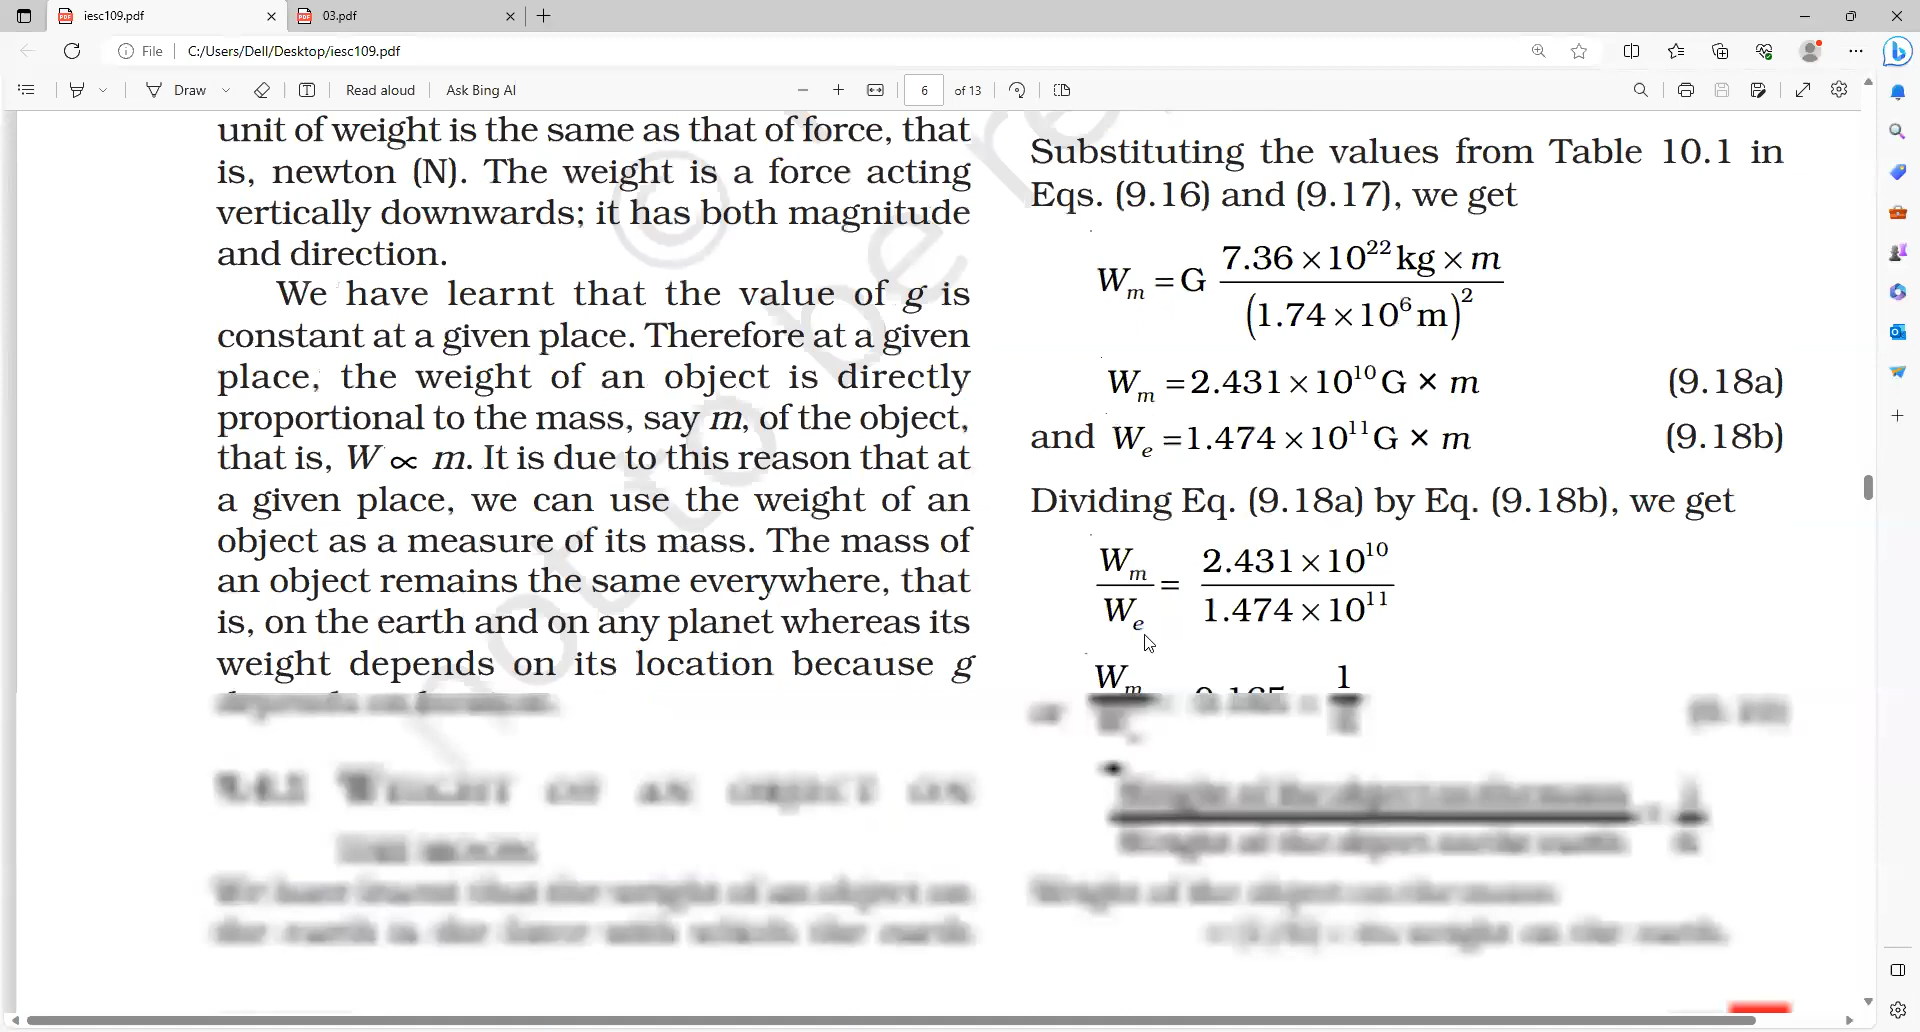 iesc109.pdf
03.pdf
File
C:/Users/Dell/Desktop/iesc109.pdf
Draw
Read aloud
Ask Bing AI
6 of 13
unit of weight is the same as that of force, that
is, newton (N). The weight is a force acting
vertically downwards; it has both magnitude
and direction.
We have learnt that the value of g is
constant at a given place. Therefore at a given
place, the weight of an object is directly
proportional to the mass, say m, of the object,
that is, W ∝ m. It is due to this reason that at
a given place, we can use the weight of an
object as a measure of its mass. The mass of
an object remains the same everywhere, that
is, on the earth and on any planet whereas its
weight depends on its location because g
Substituting the values from Table 10.1 in
Eqs. (9.16) and (9.17), we get
W_m = G (7.36 × 10^22 kg × m) / (1.74 × 10^6 m)^2
W_m = 2.431 × 10^10 G × m (9.18a)
and W_e = 1.474 × 10^11 G × m (9.18b)
Dividing Eq. (9.18a) by Eq. (9.18b), we get
W_m / W_e = 2.431 × 10^10 / 1.474 × 10^11
W_m 1
© not to be re